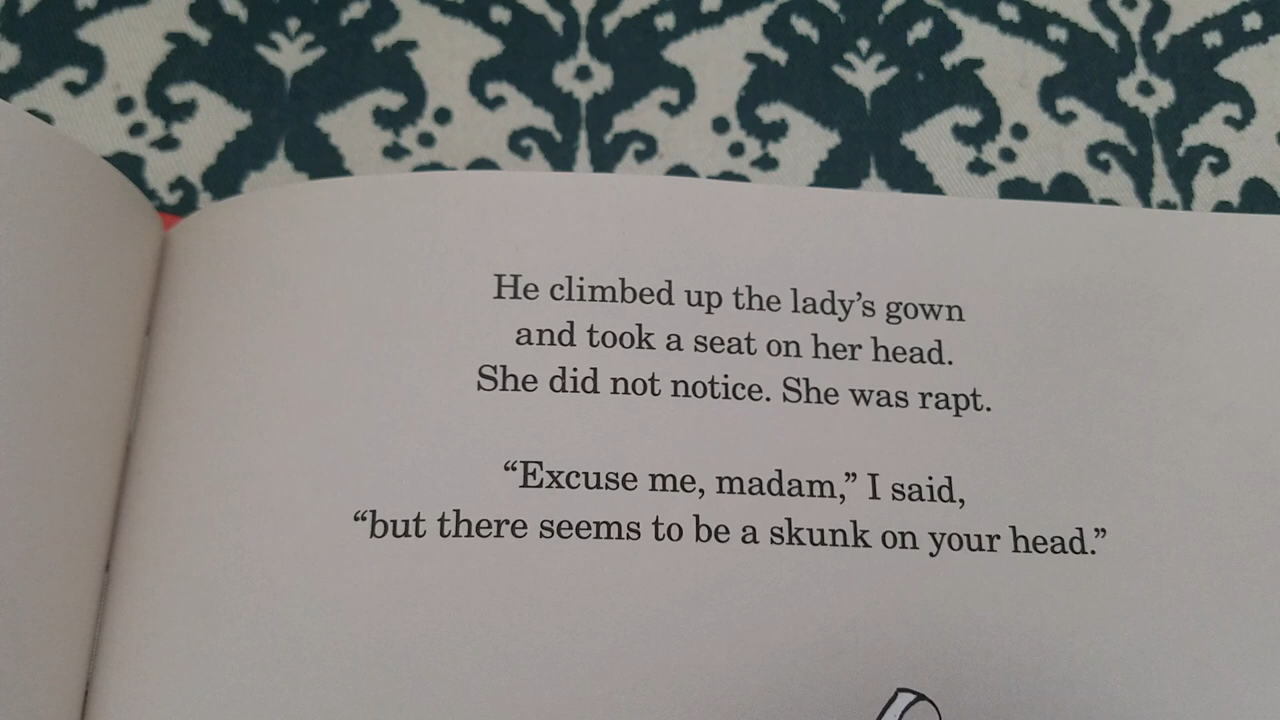 He climbed up the lady’s gown
and took a seat on her head.
She did not notice. She was rapt.
“Excuse me, madam,” I said,
“but there seems to be a skunk on your head.”